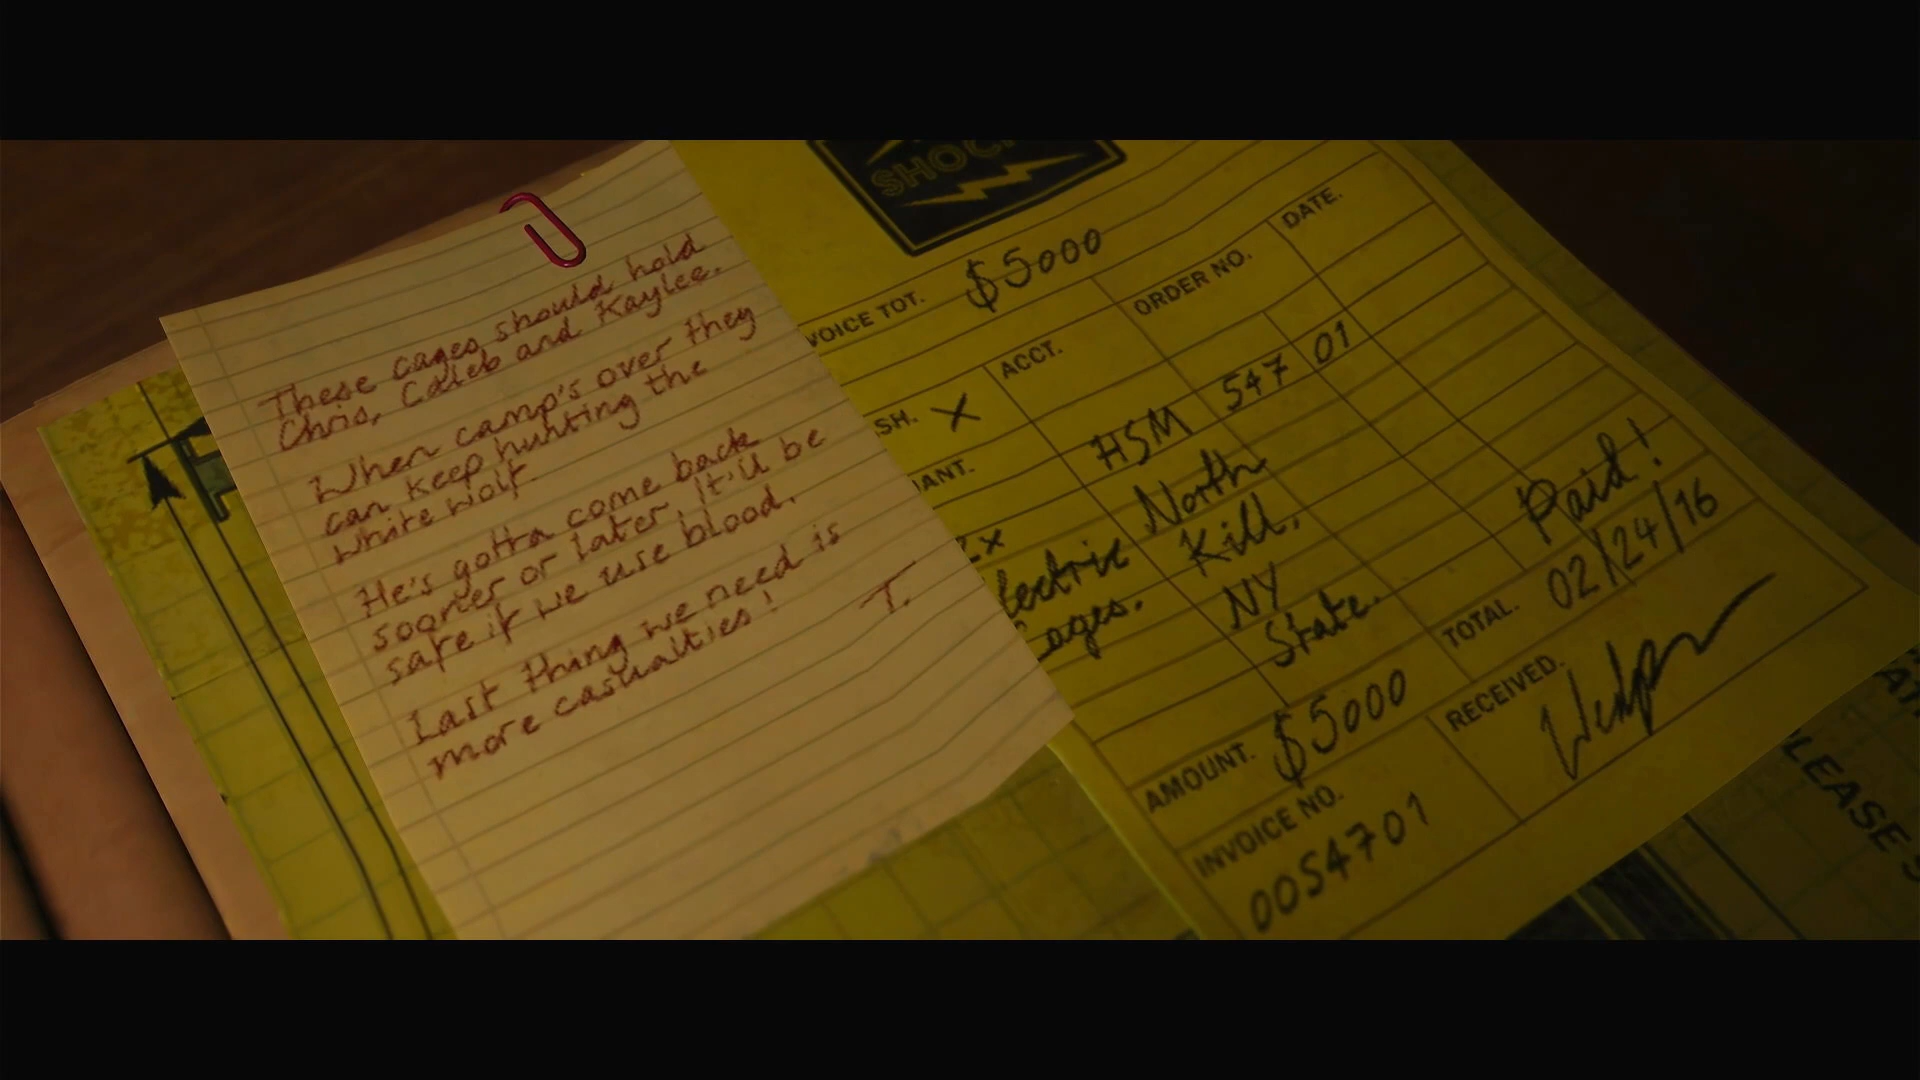 These cages should hold
Chris, Caleb and Kaylee.
When camp's over they
can keep hunting the
white wolf.
He's gotta come back
sooner or later, it'll be
safe if we use blood.
Last thing we need is
more casualties!
T.
SHOC
VOICE TOT. $5000
SH. X
ACCT.
ORDER NO.
DATE.
ANT.
HSM 547 01
2x
lectric
ages.
North
Kill,
NY
State.
Paid!
02/24/16
AMOUNT. $5000
TOTAL.
INVOICE NO.
0054701
RECEIVED.
LEASE